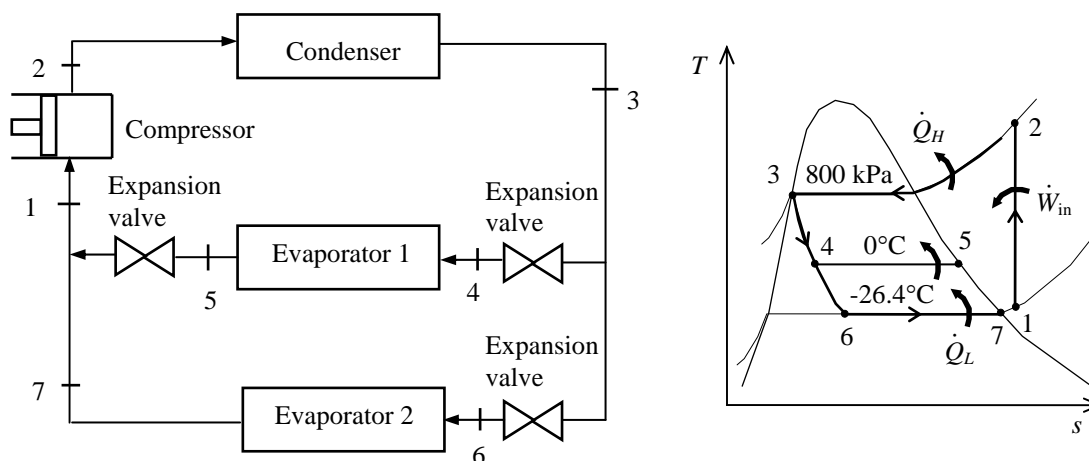 Condenser
2
3
Compressor
Expansion
valve
1
Expansion
valve
Evaporator 1
5
4
Expansion
valve
7
Evaporator 2
6
T
Q̇H
2
3
800 kPa
Ẇin
4
0°C
5
-26.4°C
6
7
1
Q̇L
s